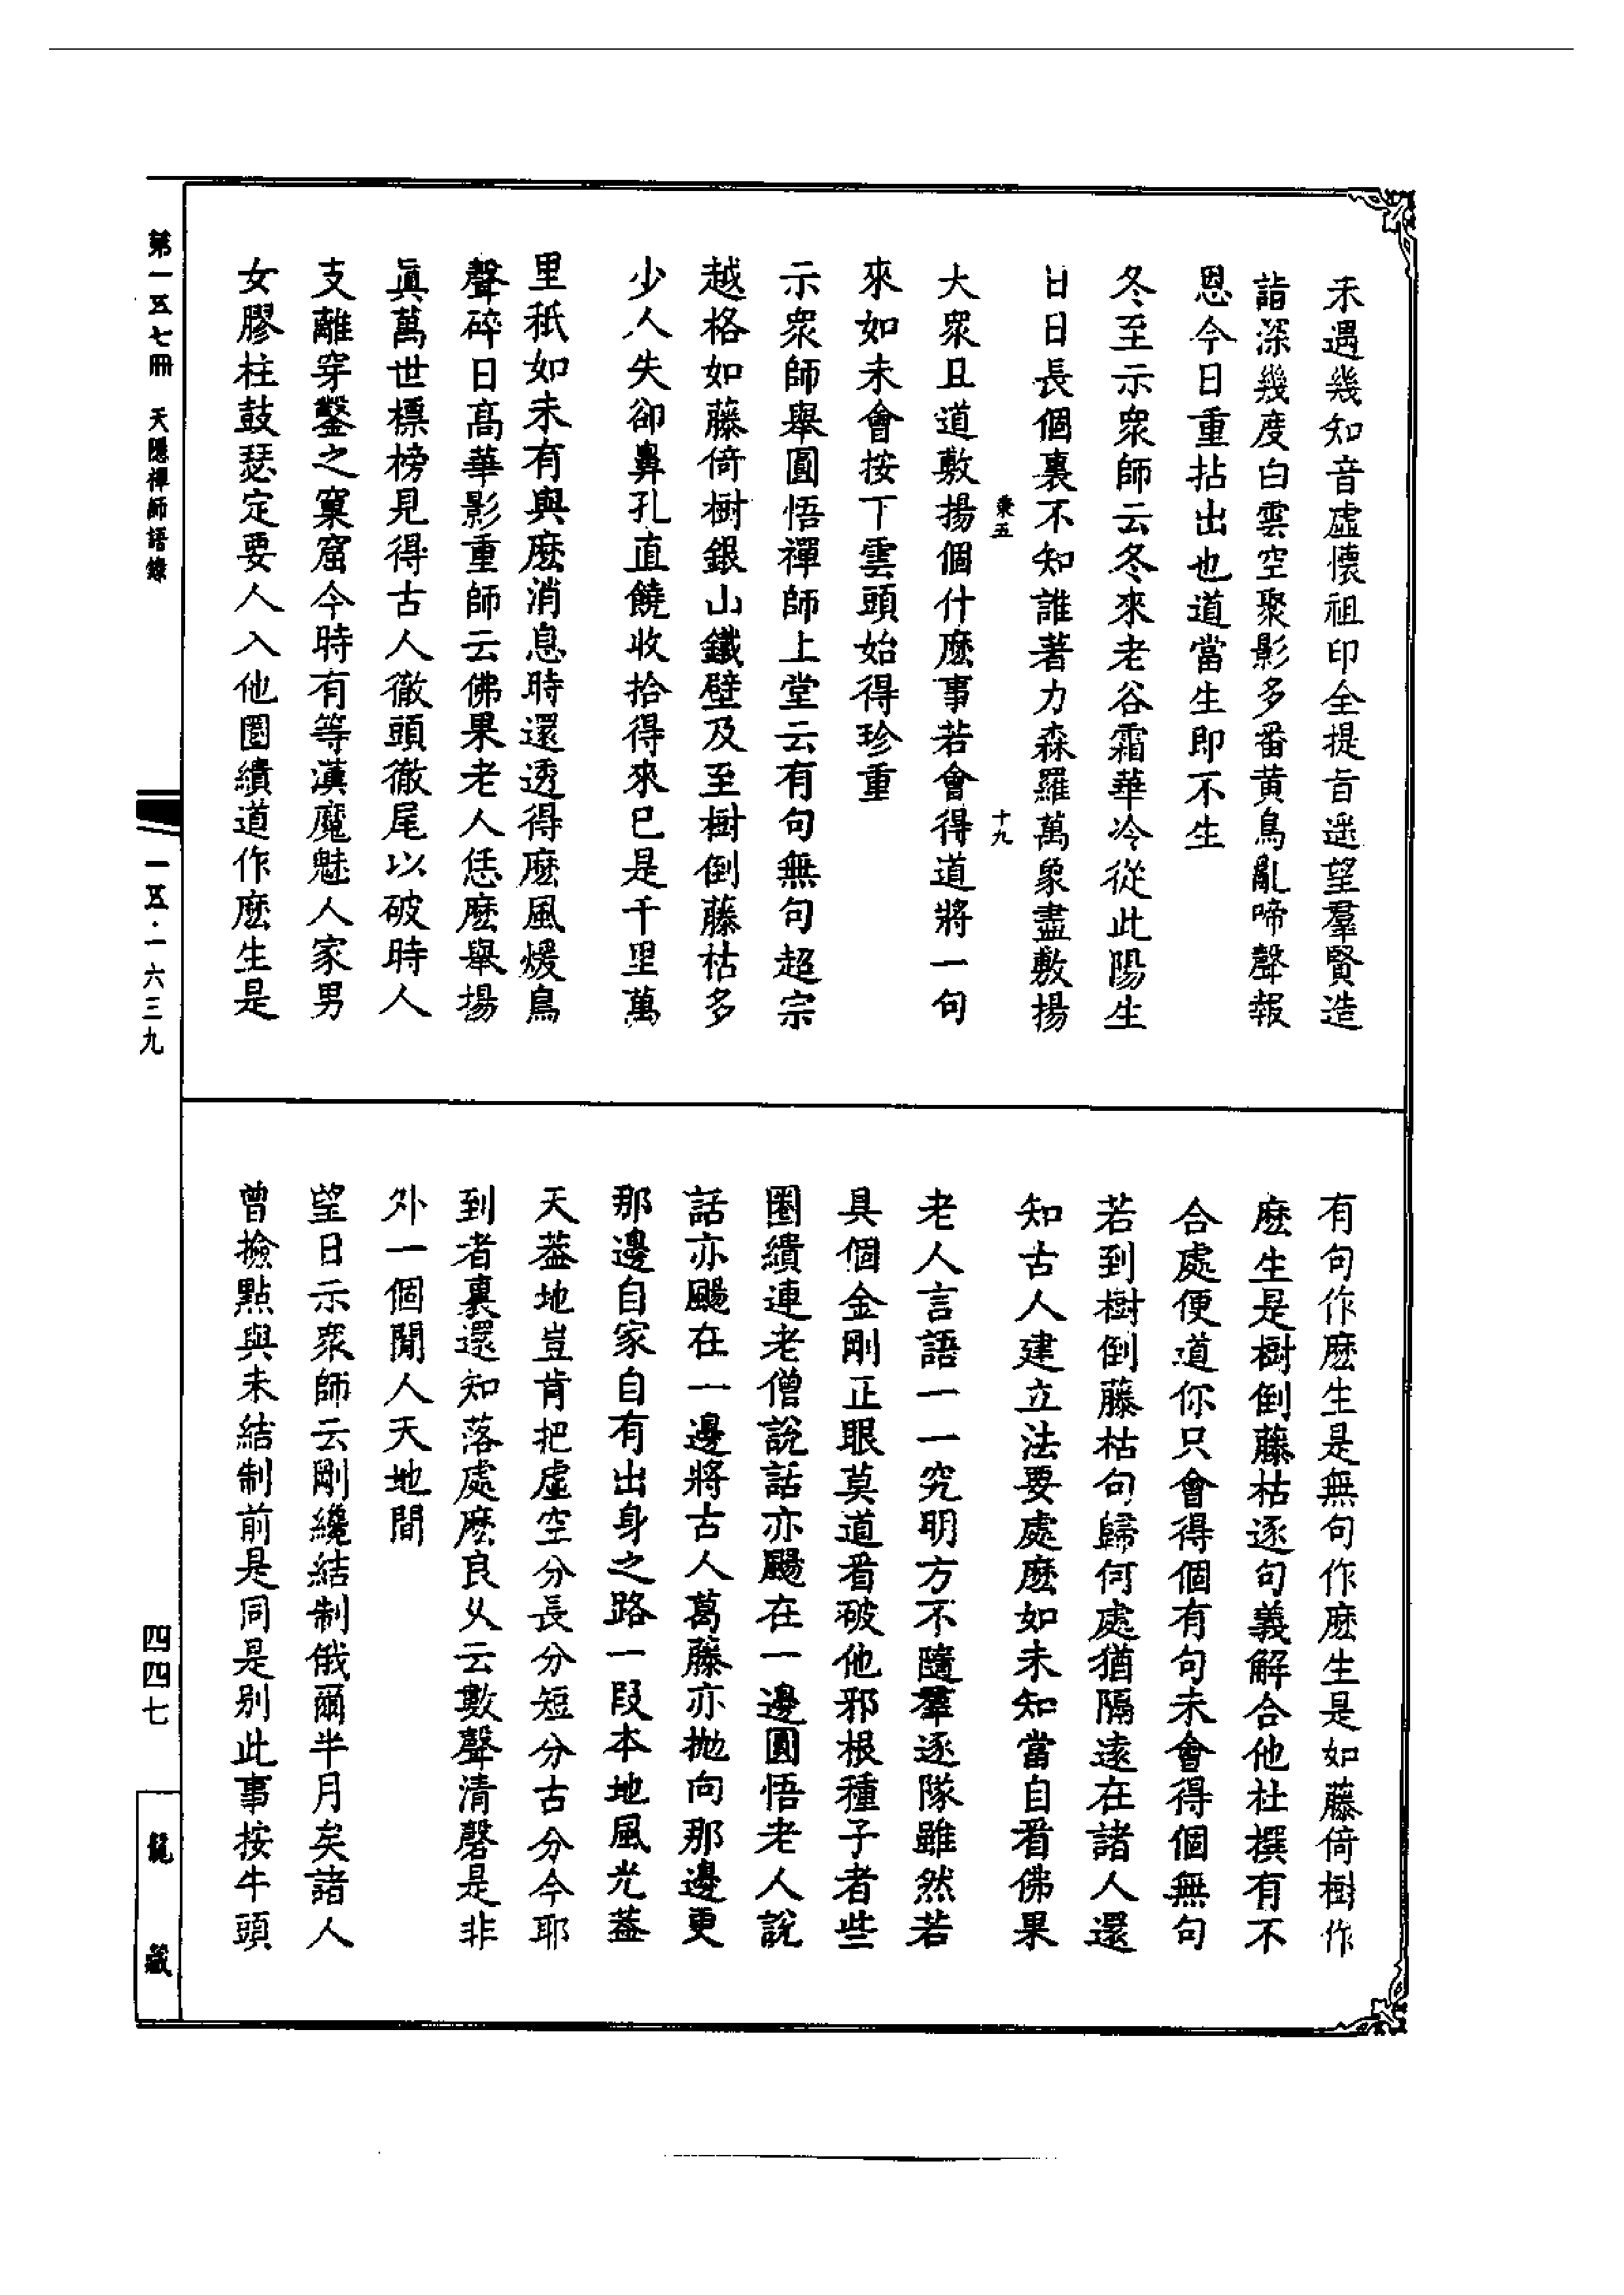 未遇幾知音虛懷祖印全提旨遥望羣賢造
詣深幾度白雲空聚影多番黄鳥亂啼聲報
恩今日重拈出也道當生即不生
冬至示衆師云冬來老谷霜華冷從此陽生
日日長個裏不知誰著力森羅萬象盡敷揚
秉五　十九
大衆且道敷揚個什麽事若會得道將一句
來如未會按下雲頭始得珍重
示衆師舉圓悟禪師上堂云有句無句超宗
越格如藤倚樹銀山鐵壁及至樹倒藤枯多
少人失卻鼻孔直饒收拾得來已是千里萬
里秖如未有與麽消息時還透得麽風煖鳥
聲碎日高華影重師云佛果老人恁麽舉揚
眞萬世標榜見得古人徹頭徹尾以破時人
支離穿鑿之窠窟今時有等漢魔魅人家男
女膠柱鼓瑟定要人入他圈繢道作麽生是
有句作麽生是無句作麽生是如藤倚樹作
麽生是樹倒藤枯逐句義解合他杜撰有不
合處便道你只會得個有句未會得個無句
若到樹倒藤枯句歸何處猶隔遠在諸人還
知古人建立法要處麽如未知當自看佛果
老人言語一一究明方不隨羣逐隊雖然若
具個金剛正眼莫道看破他邪根種子者些
圈繢連老僧說話亦颺在一邊圓悟老人說
話亦颺在一邊將古人葛藤亦拋向那邊更
那邊自家自有出身之路一段本地風光葢
天葢地豈肯把虛空分長分短分古分今耶
到者裏還知落處麽良久云數聲清磬是非
外一個閒人天地間
望日示衆師云剛纔結制俄爾半月矣諸人
曾撿點與未結制前是同是别此事按牛頭
第一五七冊　天隱禪師語錄
一五·一六三九
四四七
龍藏